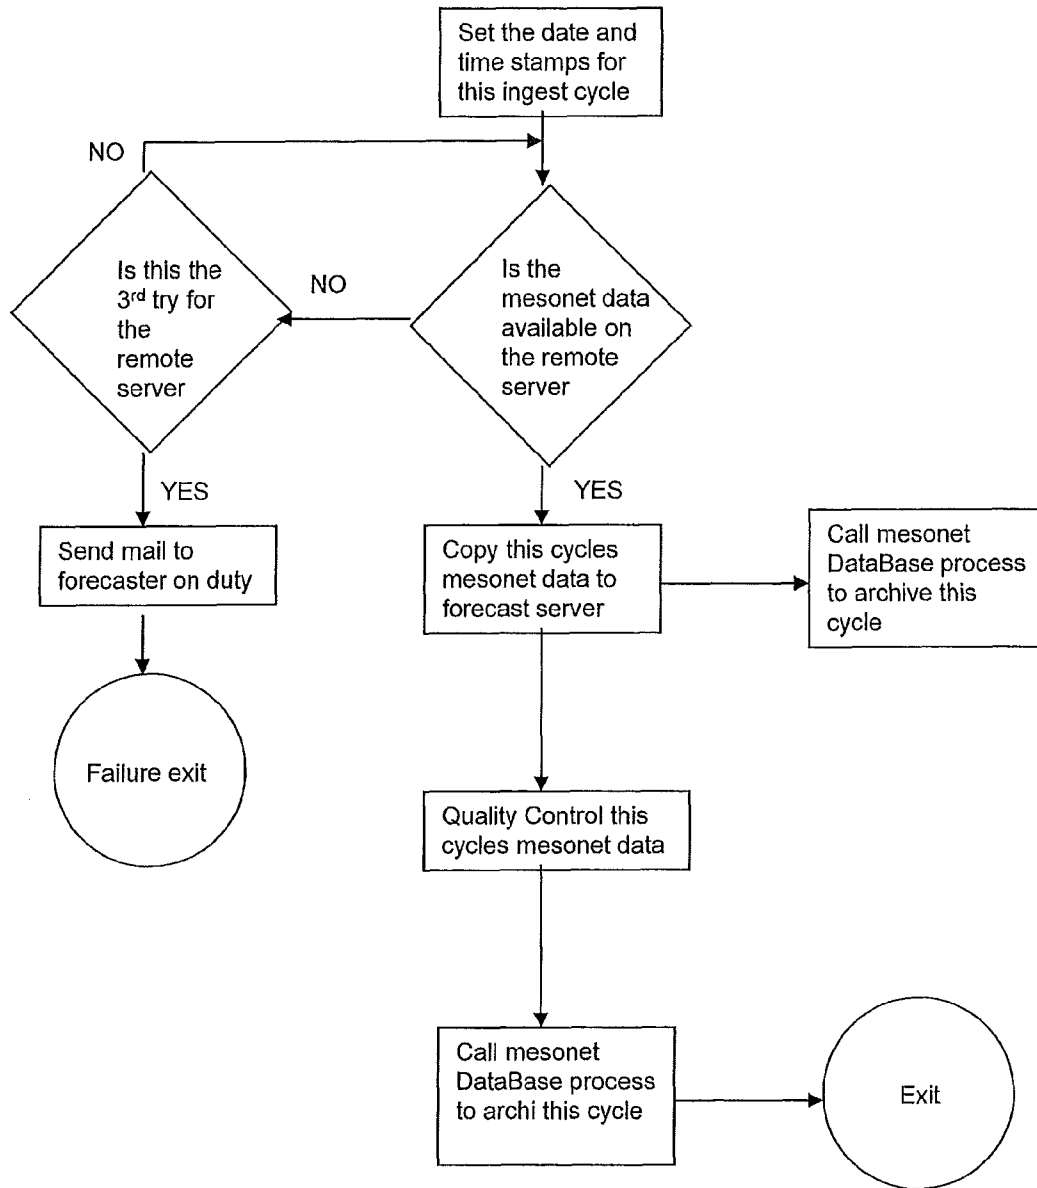 Set the date and
time stamps for
this ingest cycle
NO
Is this the
3rd try for
the
remote
server
NO
Is the
mesonet data
available on
the remote
server
YES
YES
Send mail to
forecaster on duty
Copy this cycles
mesonet data to
forecast server
Call mesonet
DataBase process
to archive this
cycle
Failure exit
Quality Control this
cycles mesonet data
Call mesonet
DataBase process
to archi this cycle
Exit